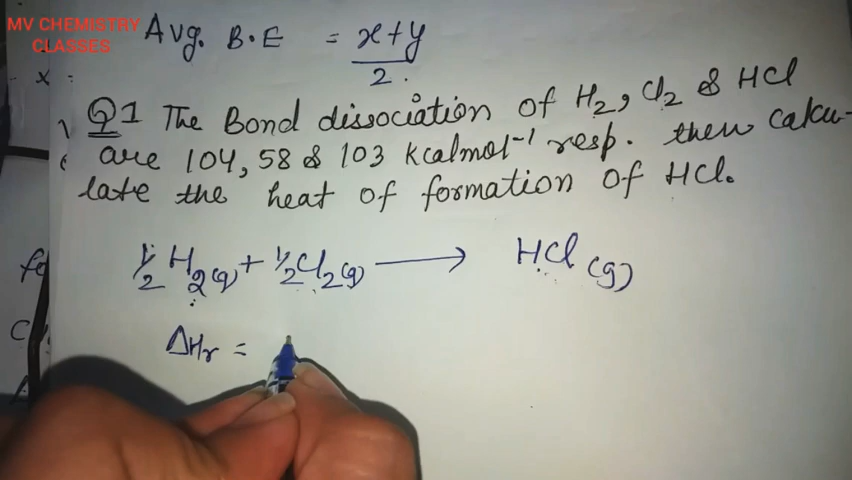 MV CHEMISTRY
CLASSES
Avg. B.E = x+y
2.
x =
Q1 The Bond dissociation of H2, Cl2 & HCl
are 104, 58 & 103 Kcalmol⁻¹ resp. then calcu-
late the heat of formation of HCl.
1/2 H2(g) + 1/2 Cl2(g) ⟶ HCl (g)
ΔHr =